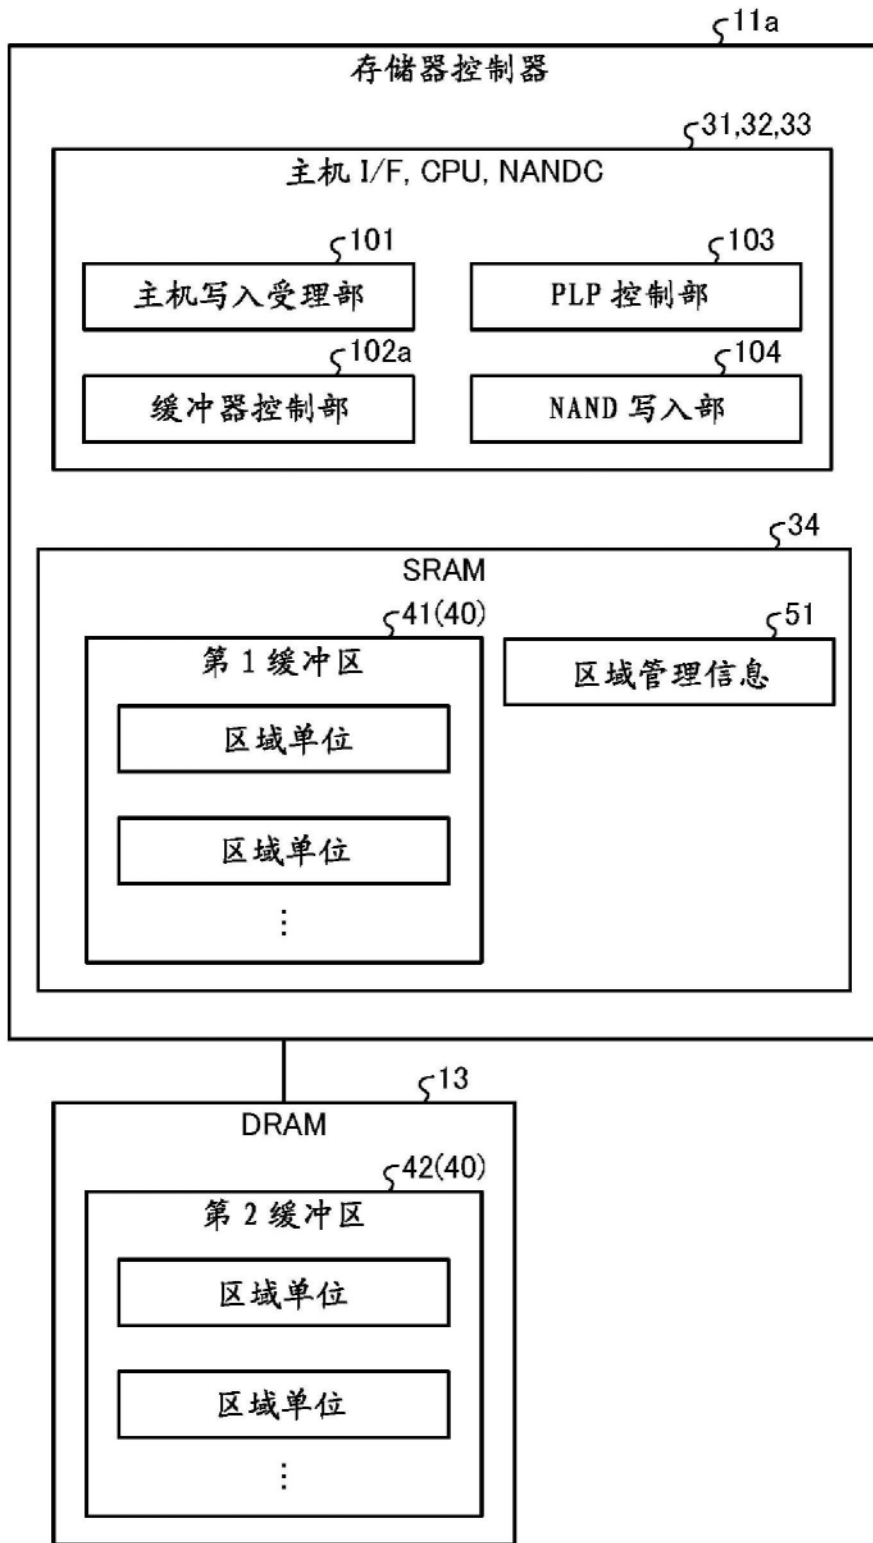 11a
存储器控制器
31,32,33
主机 I/F, CPU, NANDC
101
主机写入受理部
103
PLP 控制部
102a
缓冲器控制部
104
NAND 写入部
34
SRAM
41(40)
第 1 缓冲区
区域单位
区域单位
⋮
51
区域管理信息
13
DRAM
42(40)
第 2 缓冲区
区域单位
区域单位
⋮